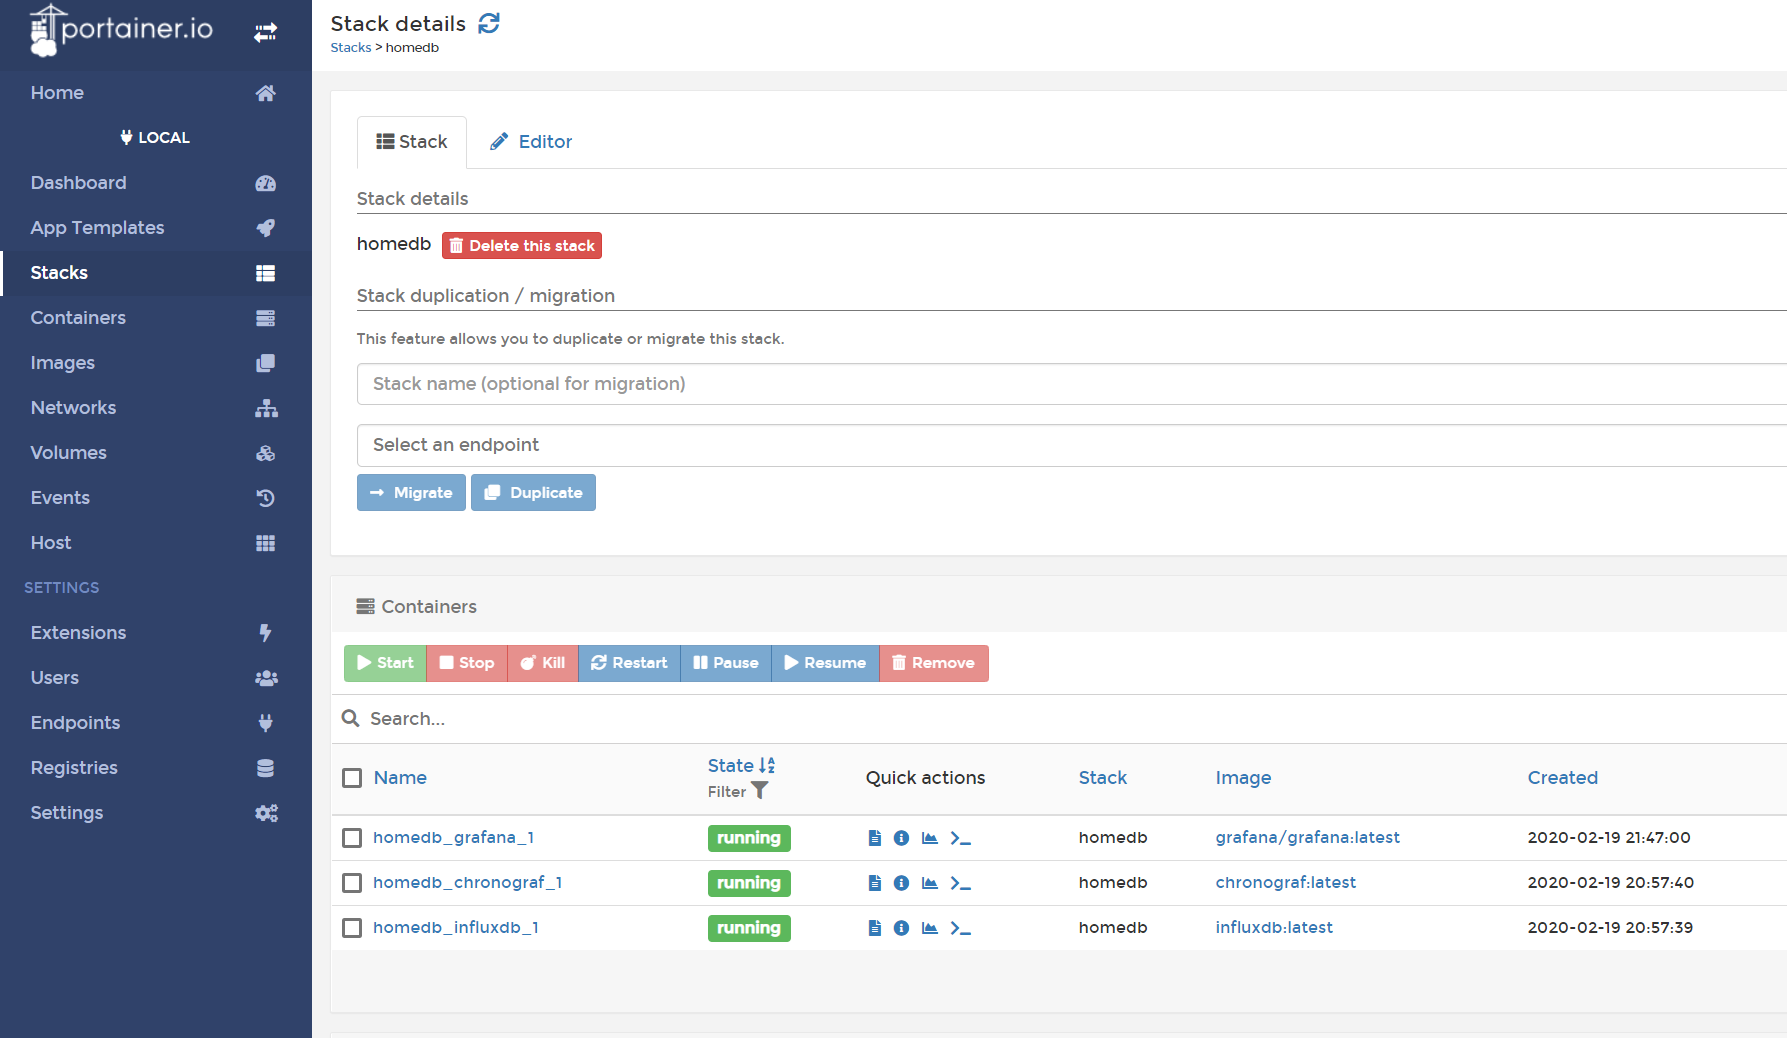 portainer.io
Home
LOCAL
Dashboard
App Templates
Stacks
Containers
Images
Networks
Volumes
Events
Host
SETTINGS
Extensions
Users
Endpoints
Registries
Settings
Stack details
Stacks > homedb
Stack Editor
Stack details
homedb Delete this stack
Stack duplication / migration
This feature allows you to duplicate or migrate this stack.
Stack name (optional for migration)
Select an endpoint
Migrate Duplicate
Containers
Start Stop Kill Restart Pause Resume Remove
Search...
Name State Filter Quick actions Stack Image Created
homedb_grafana_1 running homedb grafana/grafana:latest 2020-02-19 21:47:00
homedb_chronograf_1 running homedb chronograf:latest 2020-02-19 20:57:40
homedb_influxdb_1 running homedb influxdb:latest 2020-02-19 20:57:39